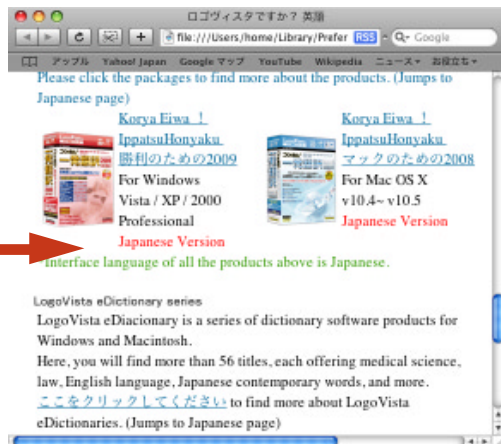 ロゴヴィスタですか？ 英語
file:///Users/home/Library/Prefer RSS Google
アップル Yahoo! Japan Google マップ YouTube Wikipedia ニュース お役立ち
Please click the packages to find more about the products. (Jumps to
Japanese page)
Korya Eiwa ！
IppatsuHonyaku
勝利のための2009
For Windows
Vista / XP / 2000
Professional
Japanese Version
Korya Eiwa ！
IppatsuHonyaku
マックのための2008
For Mac OS X
v10.4~ v10.5
Japanese Version
*Interface language of all the products above is Japanese.
LogoVista eDictionary series
LogoVista eDiacionary is a series of dictionary software products for
Windows and Macintosh.
Here, you will find more than 56 titles, each offering medical science,
law, English language, Japanese contemporary words, and more.
ここをクリックしてください to find more about LogoVista
eDictionaries. (Jumps to Japanese page)